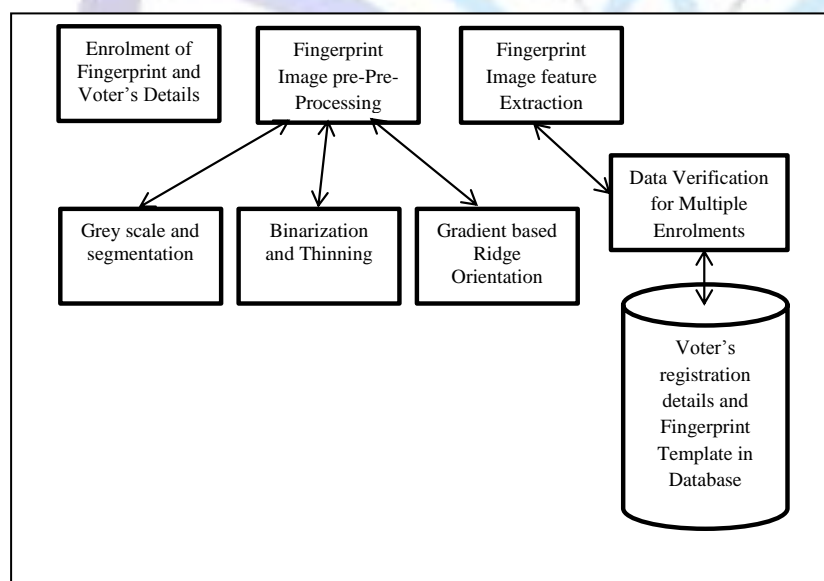 Enrolment of
Fingerprint and
Voter's Details
Fingerprint
Image pre-Pre-
Processing
Fingerprint
Image feature
Extraction
Grey scale and
segmentation
Binarization
and Thinning
Gradient based
Ridge
Orientation
Data Verification
for Multiple
Enrolments
Voter's
registration
details and
Fingerprint
Template in
Database